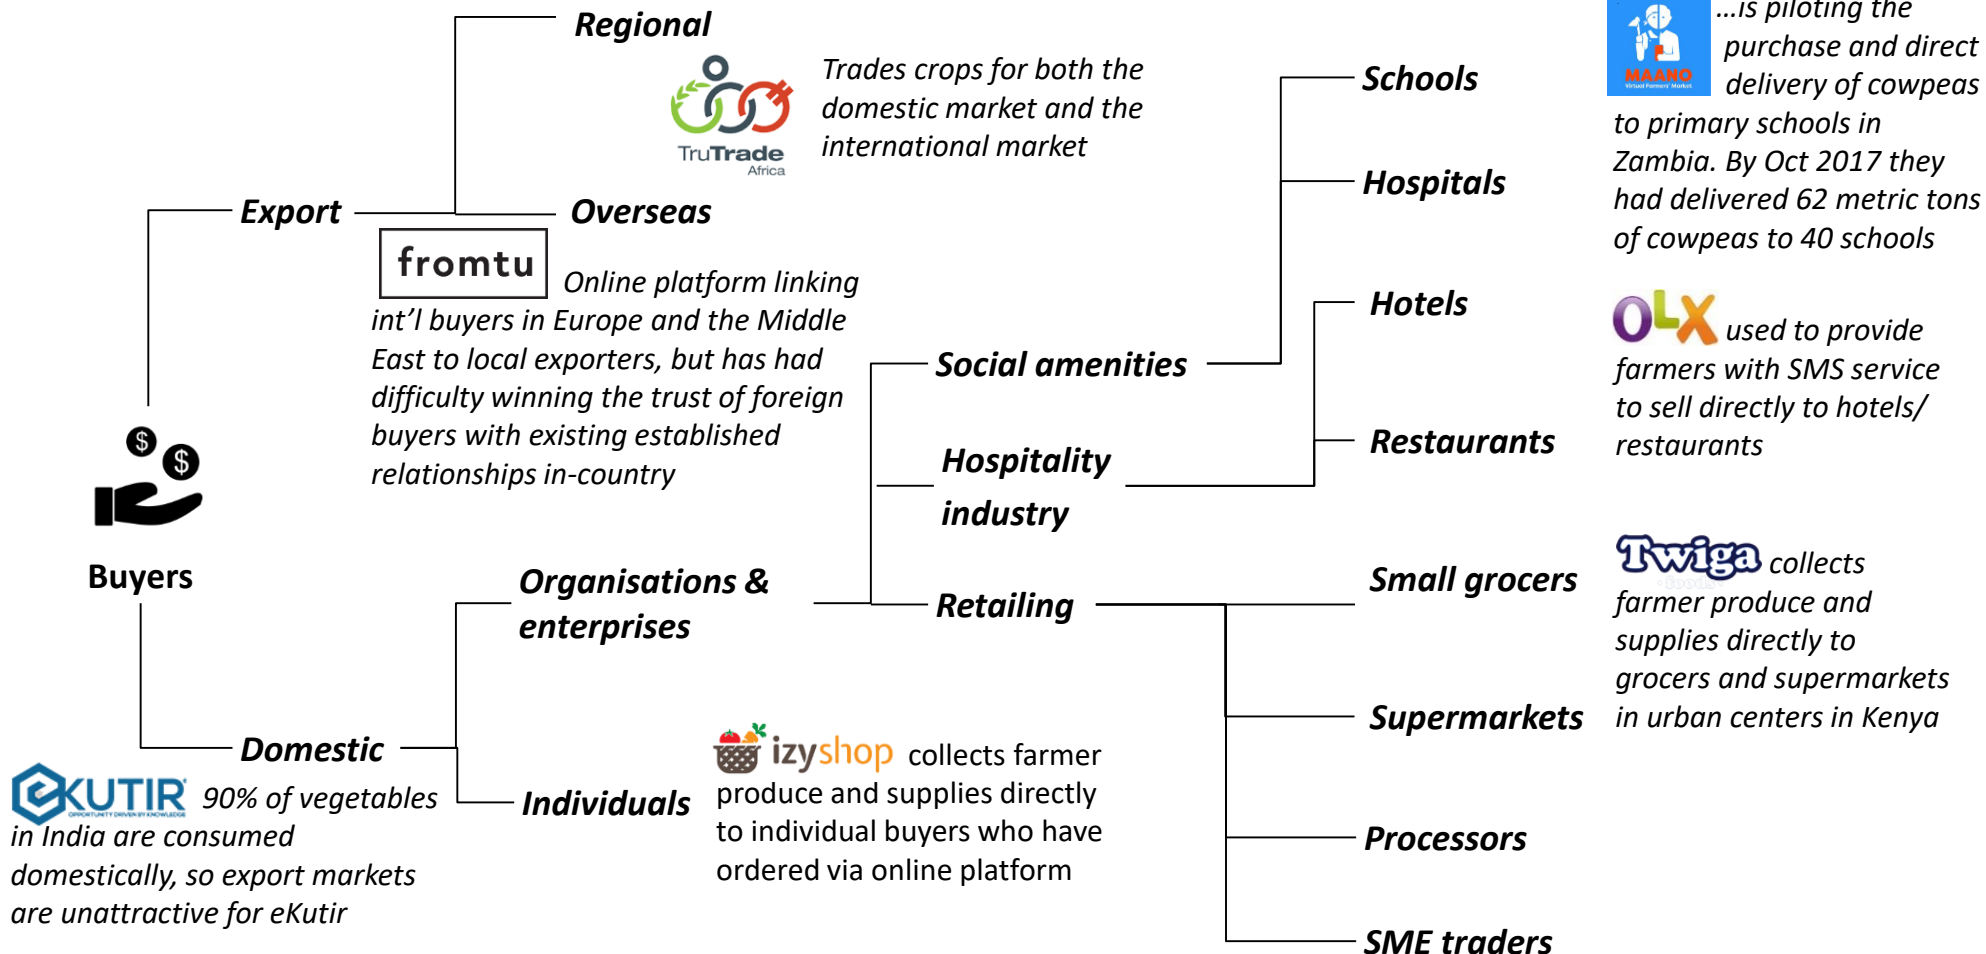 Regional
TruTrade
Africa
Trades crops for both the
domestic market and the
international market
Export
Overseas
fromtu
Online platform linking
int’l buyers in Europe and the Middle
East to local exporters, but has had
difficulty winning the trust of foreign
buyers with existing established
relationships in-country
$
$
Buyers
Domestic
eKUTIR
OPPORTUNITY DRIVEN BY KNOWLEDGE
90% of vegetables
in India are consumed
domestically, so export markets
are unattractive for eKutir
Organisations &
enterprises
Individuals
izyshop collects farmer
produce and supplies directly
to individual buyers who have
ordered via online platform
Social amenities
Hospitality
industry
Retailing
Schools
Hospitals
Hotels
Restaurants
Small grocers
Supermarkets
Processors
SME traders
MAANO
Virtual Farmers' Market
...is piloting the
purchase and direct
delivery of cowpeas
to primary schools in
Zambia. By Oct 2017 they
had delivered 62 metric tons
of cowpeas to 40 schools
OLX used to provide
farmers with SMS service
to sell directly to hotels/
restaurants
Twiga
foods
collects
farmer produce and
supplies directly to
grocers and supermarkets
in urban centers in Kenya